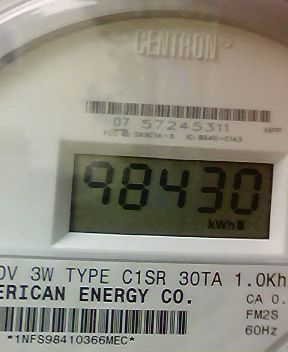 CENTRON®
07 57245311
HPP
98430
kWh
0V 3W TYPE C1SR 30TA 1.0Kh
ERICAN ENERGY CO.
CA 0.
FM2S
60Hz
*1NFS98410366MEC*